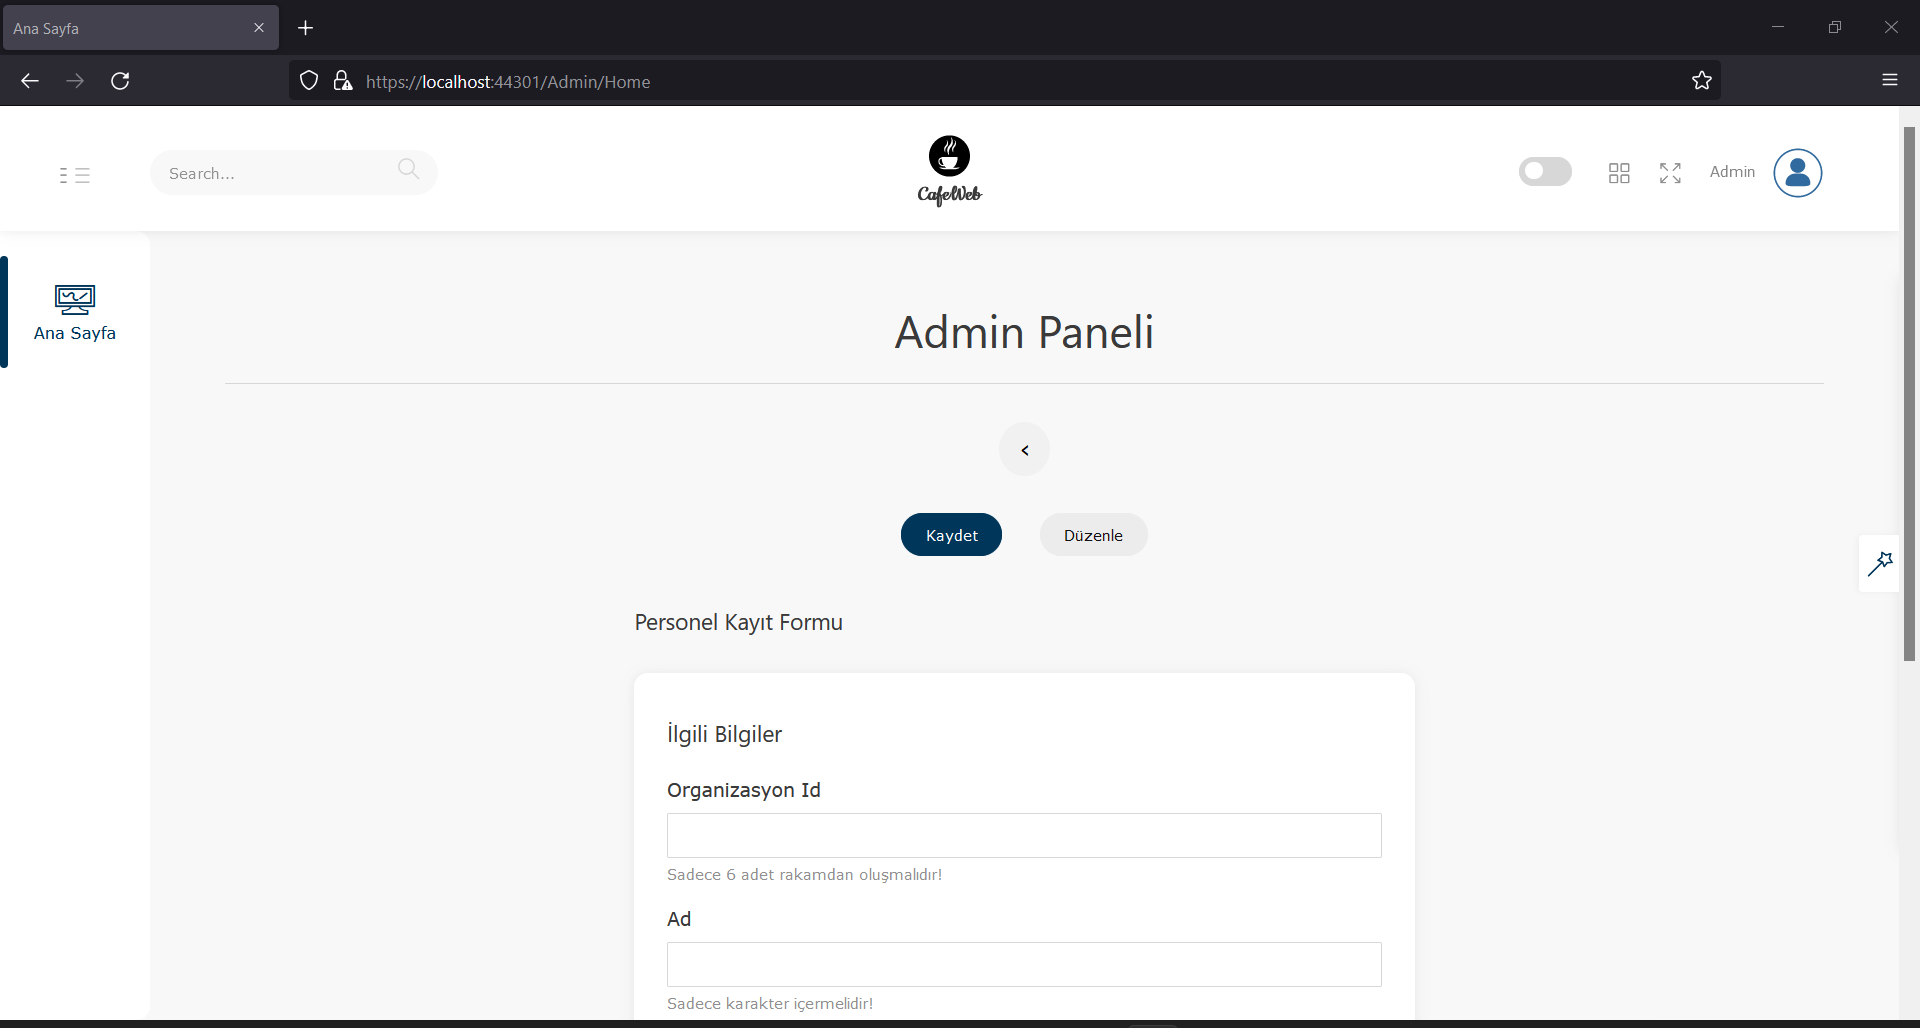 Ana Sayfa
https://localhost:44301/Admin/Home
Search...
CafeWeb
Admin
Ana Sayfa
Admin Paneli
Kaydet
Düzenle
Personel Kayıt Formu
İlgili Bilgiler
Organizasyon Id
Sadece 6 adet rakamdan oluşmalıdır!
Ad
Sadece karakter içermelidir!